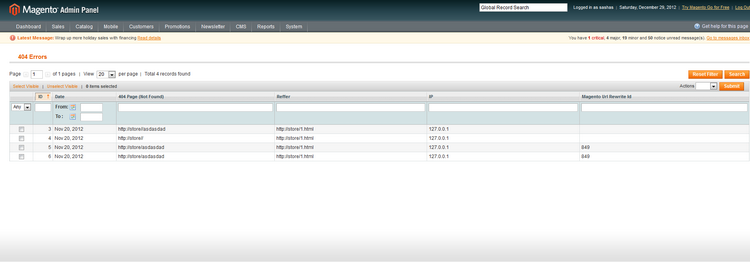 Magento Admin Panel
Global Record Search
Logged in as sashas | Saturday, December 29, 2012 | Try Magento Go for Free | Log Out
Dashboard Sales Catalog Mobile Customers Promotions Newsletter CMS Reports System
Get help for this page
Latest Message: Wrap up more holiday sales with financing Read details
You have 1 critical, 4 major, 19 minor and 50 notice unread message(s). Go to messages inbox
404 Errors
Page 1 of 1 pages | View 20 per page | Total 4 records found
Reset Filter Search
Select Visible | Unselect Visible | 0 items selected
Actions Submit
ID Date 404 Page (Not Found) Reffer IP Magento Url Rewrite Id
Any From:
To :
3 Nov 20, 2012 http://store/asdasdad http://store/1.html 127.0.0.1
4 Nov 20, 2012 http://store// http://store/1.html 127.0.0.1
5 Nov 20, 2012 http://store/asdasdad http://store/1.html 127.0.0.1 849
6 Nov 20, 2012 http://store/asdasdad http://store/1.html 127.0.0.1 849